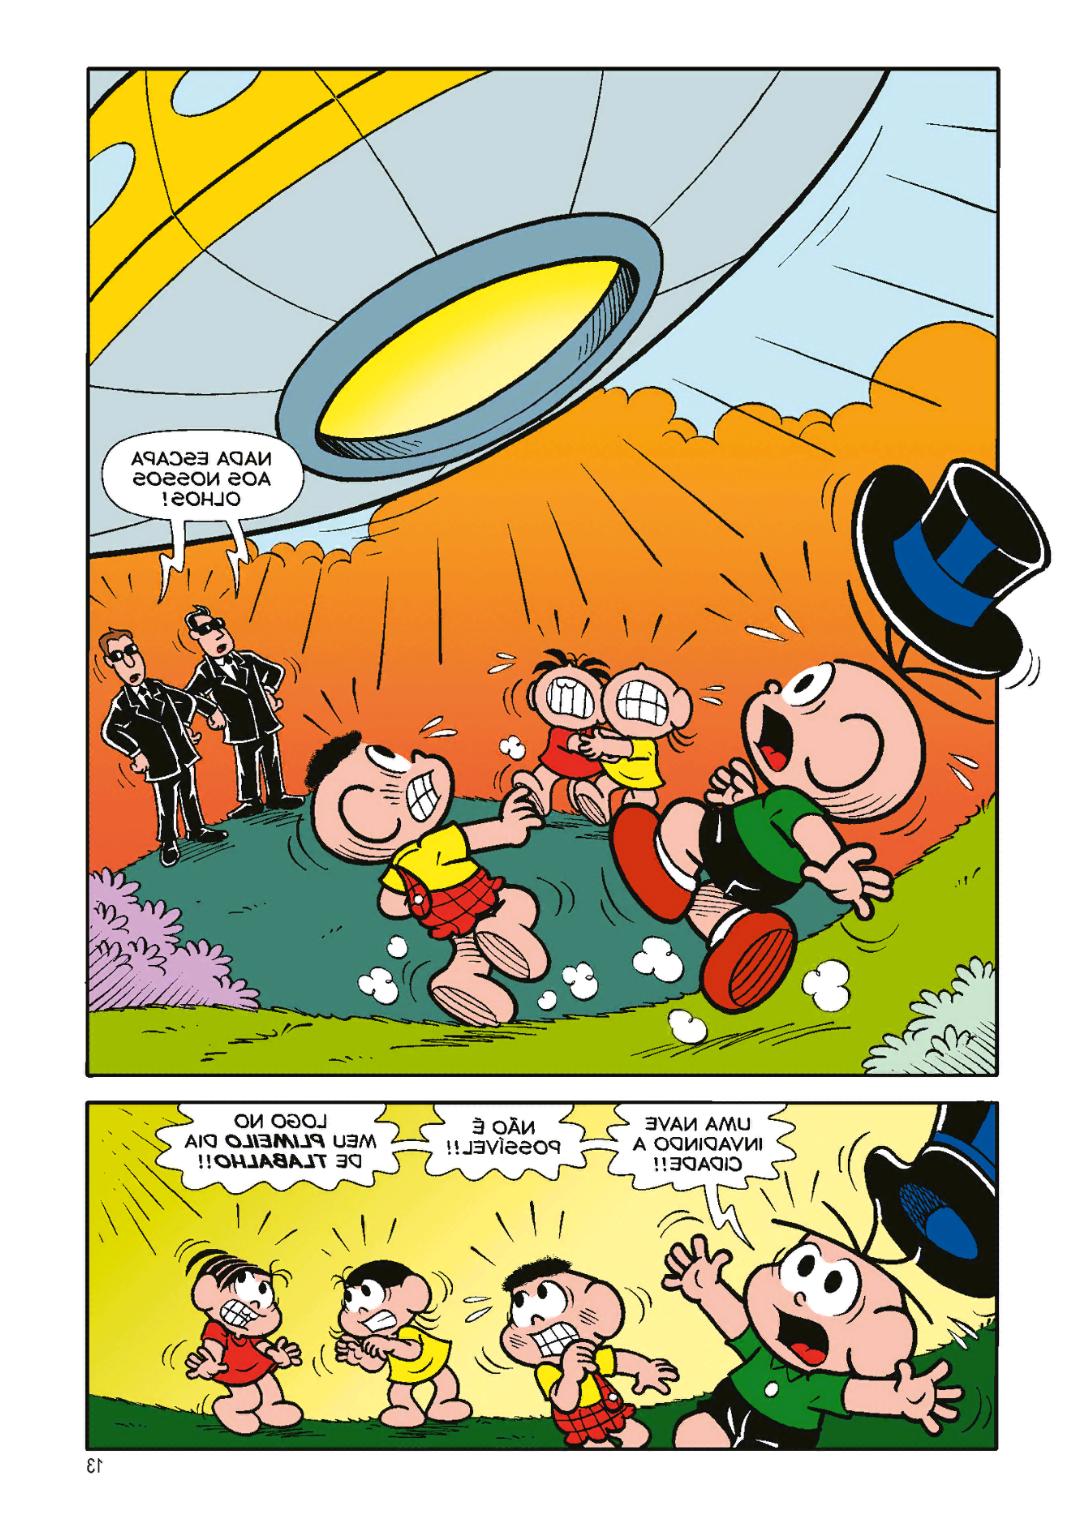 NADA ESCAPA
AOS NOSSOS
OLHOS!
UMA NAVE
INVADINDO A
CIDADE!!
NÃO É
POSSÍVEL!!
LOGO NO
MEU PLIMEILO DIA
DE TLABALHO!!
13